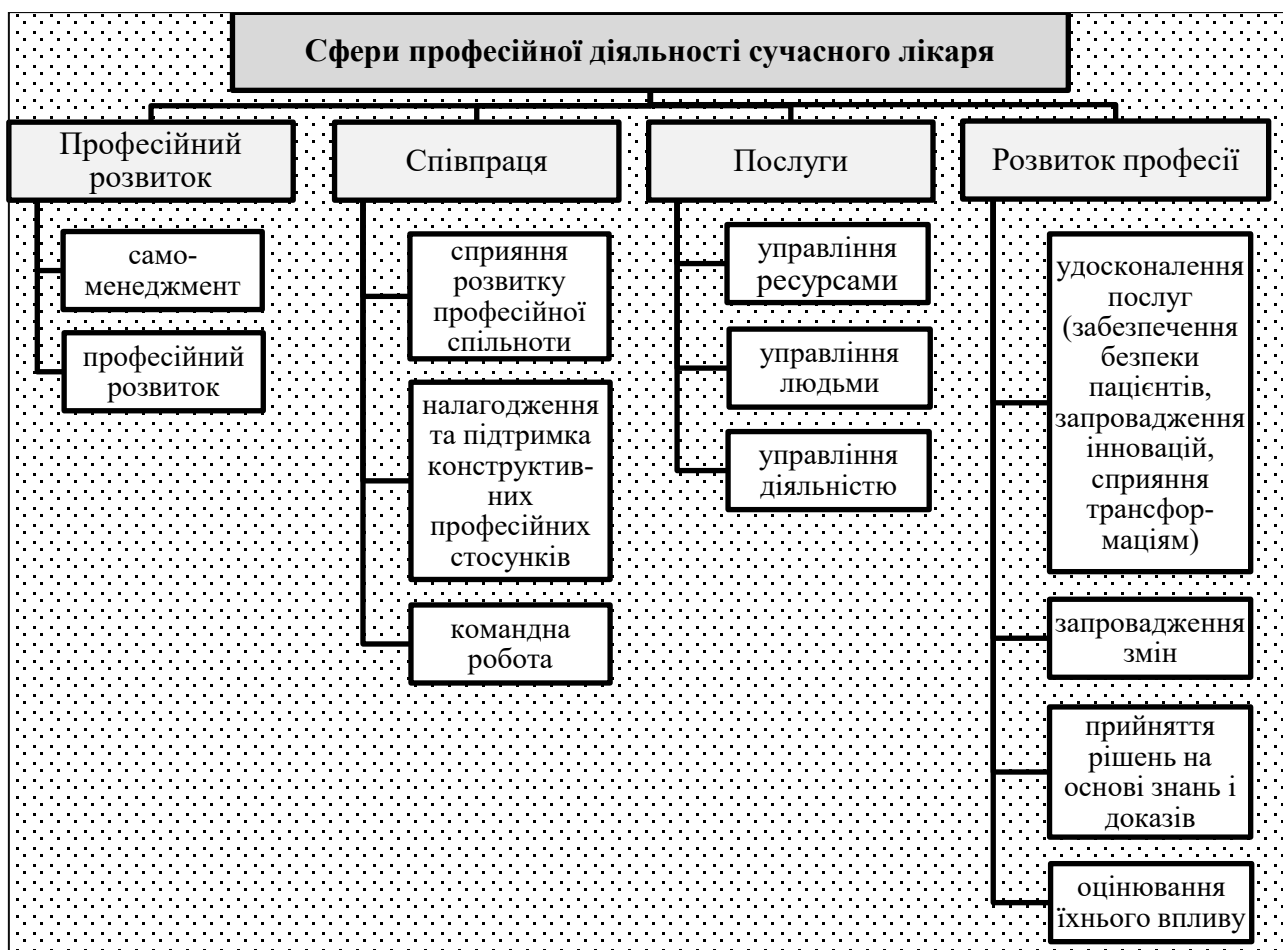 Сфери професійної діяльності сучасного лікаря
Професійний
розвиток
само-
менеджмент
професійний
розвиток
Співпраця
сприяння
розвитку
професійної
спільноти
налагодження
та підтримка
конструктив-
них
професійних
стосунків
командна
робота
Послуги
управління
ресурсами
управління
людьми
управління
діяльністю
Розвиток професії
удосконалення
послуг
(забезпечення
безпеки
пацієнтів,
запровадження
інновацій,
сприяння
трансфор-
маціям)
запровадження
змін
прийняття
рішень на
основі знань і
доказів
оцінювання
їхнього впливу